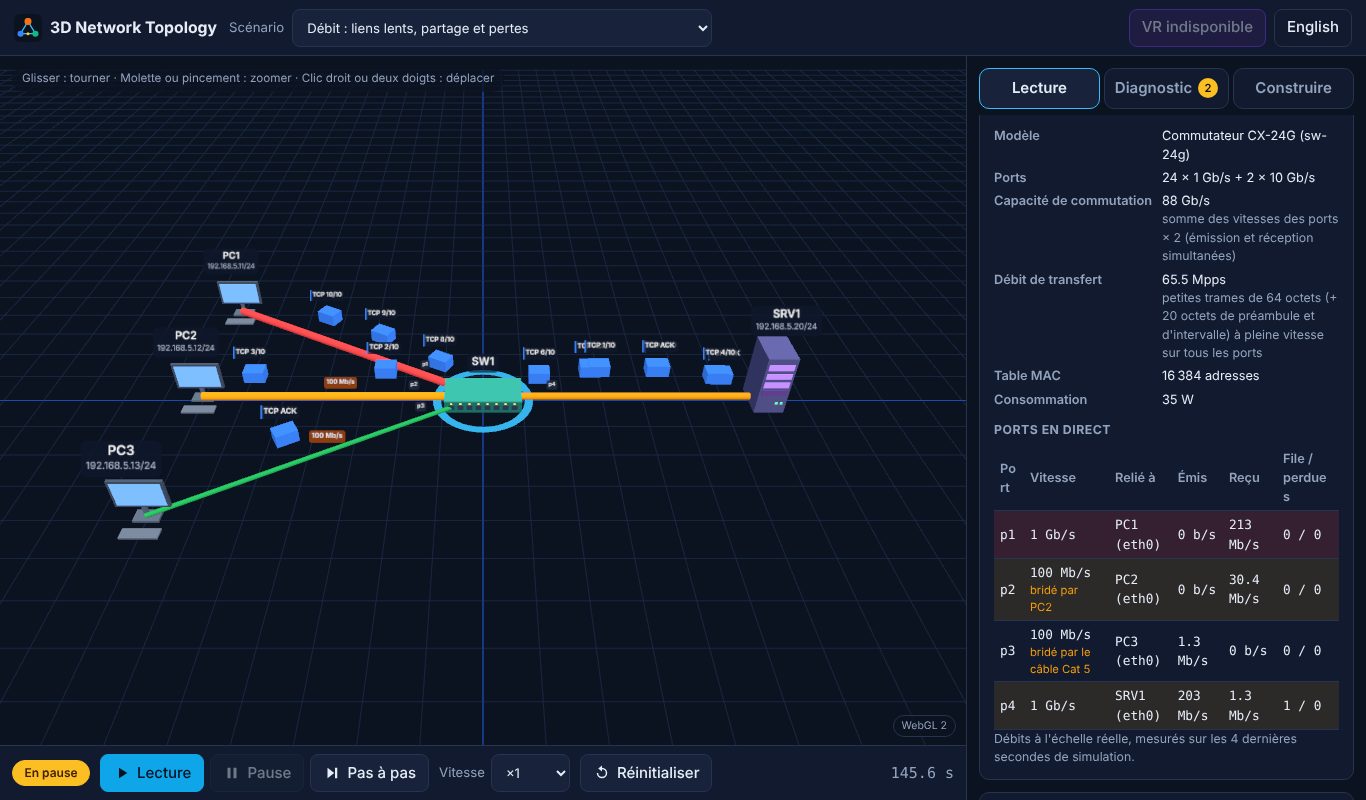 3D Network Topology
Scénario
Débit : liens lents, partage et pertes
VR indisponible
English
Glisser : tourner · Molette ou pincement : zoomer · Clic droit ou deux doigts : déplacer
PC1
192.168.5.11/24
TCP 10/10
TCP 9/10
PC2
192.168.5.12/24
TCP 3/10
TCP 2/10
TCP 8/10
p1
SW1
TCP 6/10
TCP 1/10
TCP ACK
TCP 4/10
SRV1
192.168.5.20/24
100 Mb/s
p2
p4
p3
TCP ACK
100 Mb/s
PC3
192.168.5.13/24
WebGL 2
En pause
Lecture
Pause
Pas à pas
Vitesse
×1
Réinitialiser
145.6 s
Lecture
Diagnostic 2
Construire
Modèle
Commutateur CX-24G (sw-
24g)
Ports
24 × 1 Gb/s + 2 × 10 Gb/s
Capacité de commutation
88 Gb/s
somme des vitesses des ports
× 2 (émission et réception
simultanées)
Débit de transfert
65.5 Mpps
petites trames de 64 octets (+
20 octets de préambule et
d'intervalle) à pleine vitesse
sur tous les ports
Table MAC
16 384 adresses
Consommation
35 W
PORTS EN DIRECT
Po
rt
Vitesse
Relié à
Émis
Reçu
File /
perdue
s
p1
1 Gb/s
PC1
(eth0)
0 b/s
213
Mb/s
0 / 0
p2
100 Mb/s
bridé par
PC2
PC2
(eth0)
0 b/s
30.4
Mb/s
0 / 0
p3
100 Mb/s
bridé par le
câble Cat 5
PC3
(eth0)
1.3
Mb/s
0 b/s
0 / 0
p4
1 Gb/s
SRV1
(eth0)
203
Mb/s
1.3
Mb/s
1 / 0
Débits à l'échelle réelle, mesurés sur les 4 dernières
secondes de simulation.